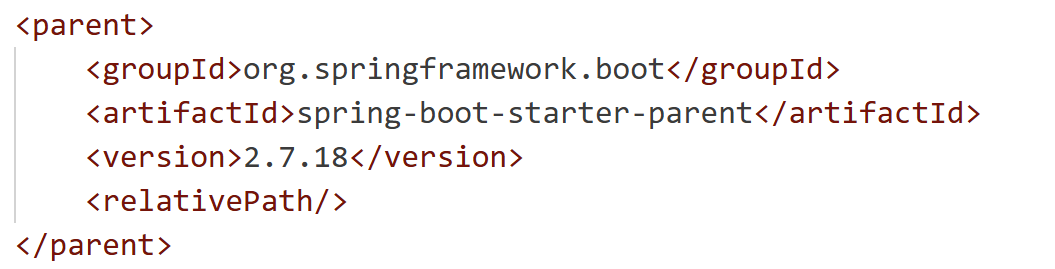 <parent>
    <groupId>org.springframework.boot</groupId>
    <artifactId>spring-boot-starter-parent</artifactId>
    <version>2.7.18</version>
    <relativePath/>
</parent>